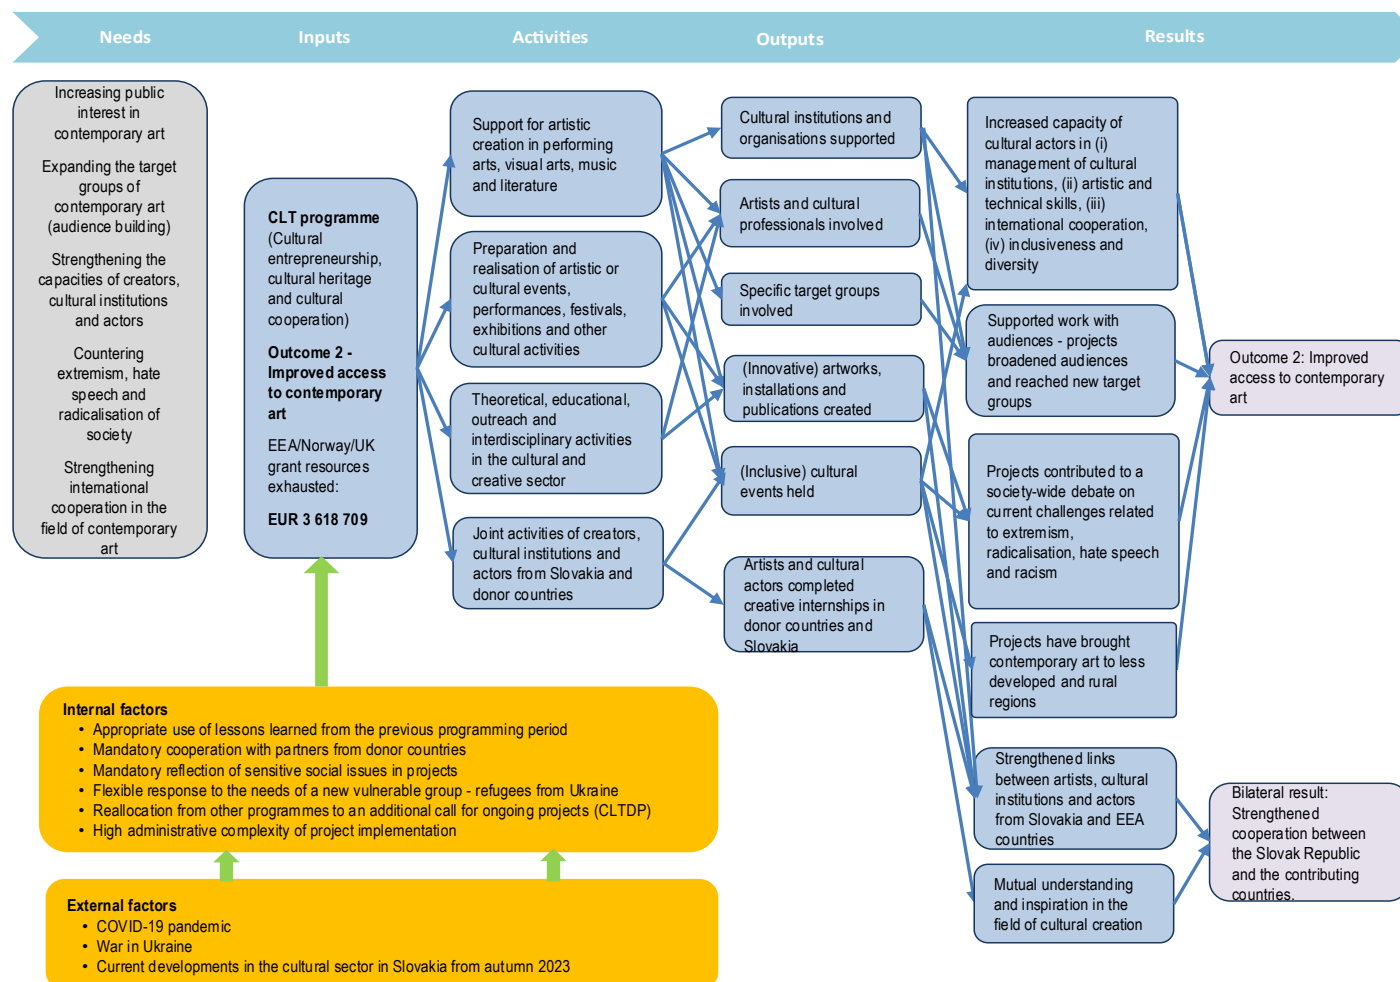 Needs
Inputs
Activities
Outputs
Results
Increasing public
interest in
contemporary art
Expanding the target
groups of
contemporary art
(audience building)
Strengthening the
capacities of creators,
cultural institutions
and actors
Countering
extremism, hate
speech and
radicalisation of
society
Strengthening
international
cooperation in the
field of contemporary
art
CLT programme
(Cultural
entrepreneurship,
cultural heritage
and cultural
cooperation)
Outcome 2 -
Improved access
to contemporary
art
EEA/Norway/UK
grant resources
exhausted:
EUR 3 618 709
Support for artistic
creation in performing
arts, visual arts, music
and literature
Preparation and
realisation of artistic or
cultural events,
performances, festivals,
exhibitions and other
cultural activities
Theoretical, educational,
outreach and
interdisciplinary activities
in the cultural and
creative sector
Joint activities of creators,
cultural institutions and
actors from Slovakia and
donor countries
Cultural institutions and
organisations supported
Artists and cultural
professionals involved
Specific target groups
involved
(Innovative) artworks,
installations and
publications created
(Inclusive) cultural
events held
Artists and cultural
actors completed
creative internships in
donor countries and
Slovakia
Increased capacity of
cultural actors in (i)
management of cultural
institutions, (ii) artistic and
technical skills, (iii)
international cooperation,
(iv) inclusiveness and
diversity
Supported work with
audiences - projects
broadened audiences
and reached new target
groups
Projects contributed to a
society-wide debate on
current challenges related
to extremism,
radicalisation, hate speech
and racism
Projects have brought
contemporary art to less
developed and rural
regions
Strengthened links
between artists, cultural
institutions and actors
from Slovakia and EEA
countries
Mutual understanding
and inspiration in the
field of cultural creation
Outcome 2: Improved
access to contemporary
art
Bilateral result:
Strengthened
cooperation between
the Slovak Republic
and the contributing
countries.
Internal factors
• Appropriate use of lessons learned from the previous programming period
• Mandatory cooperation with partners from donor countries
• Mandatory reflection of sensitive social issues in projects
• Flexible response to the needs of a new vulnerable group - refugees from Ukraine
• Reallocation from other programmes to an additional call for ongoing projects (CLTDP)
• High administrative complexity of project implementation
External factors
• COVID-19 pandemic
• War in Ukraine
• Current developments in the cultural sector in Slovakia from autumn 2023